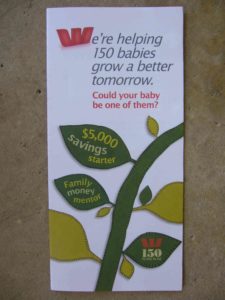 We're helping
150 babies
grow a better
tomorrow.
Could your baby
be one of them?
$5,000
savings
starter
Family
money
mentor
150